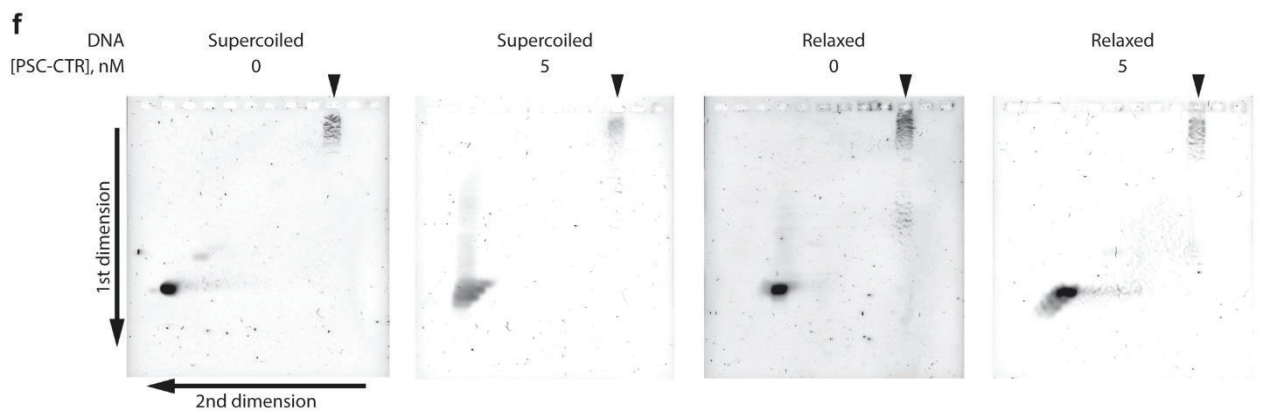 f
DNA Supercoiled Supercoiled Relaxed Relaxed
[PSC-CTR], nM 0 5 0 5
1st dimension
2nd dimension